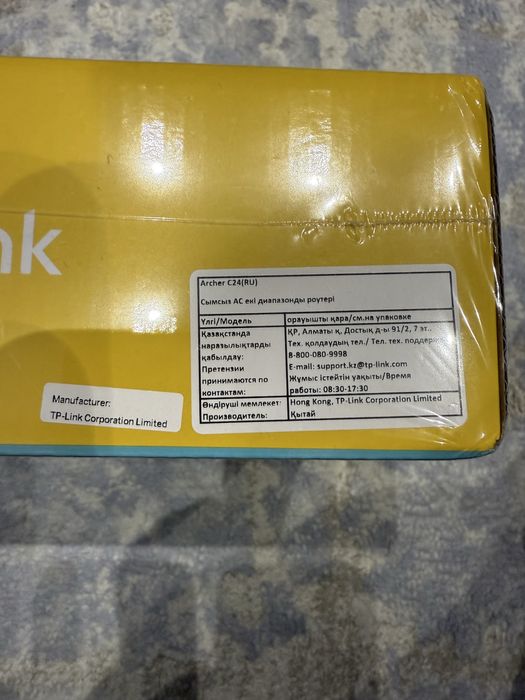 nk
Archer C24(RU)
Сымсыз AC екі диапазонды роутері
Үлгі/Модель орауышты қара/см.на упаковке
Қазақстанда
наразылықтарды
қабылдау:
Претензии
принимаются по
контактам:
ҚР, Алматы қ, Достық д-ы 91/2, 7 эт..
Тех. қолдаудың тел./ Тел. тех. поддержки
8-800-080-9998
E-mail: support.kz@tp-link.com
Жұмыс істейтін уақыты/Время
работы: 08:30-17:30
Өндіруші мемлекет:
Производитель:
Hong Kong, TP-Link Corporation Limited
Қытай
Manufacturer:
TP-Link Corporation Limited